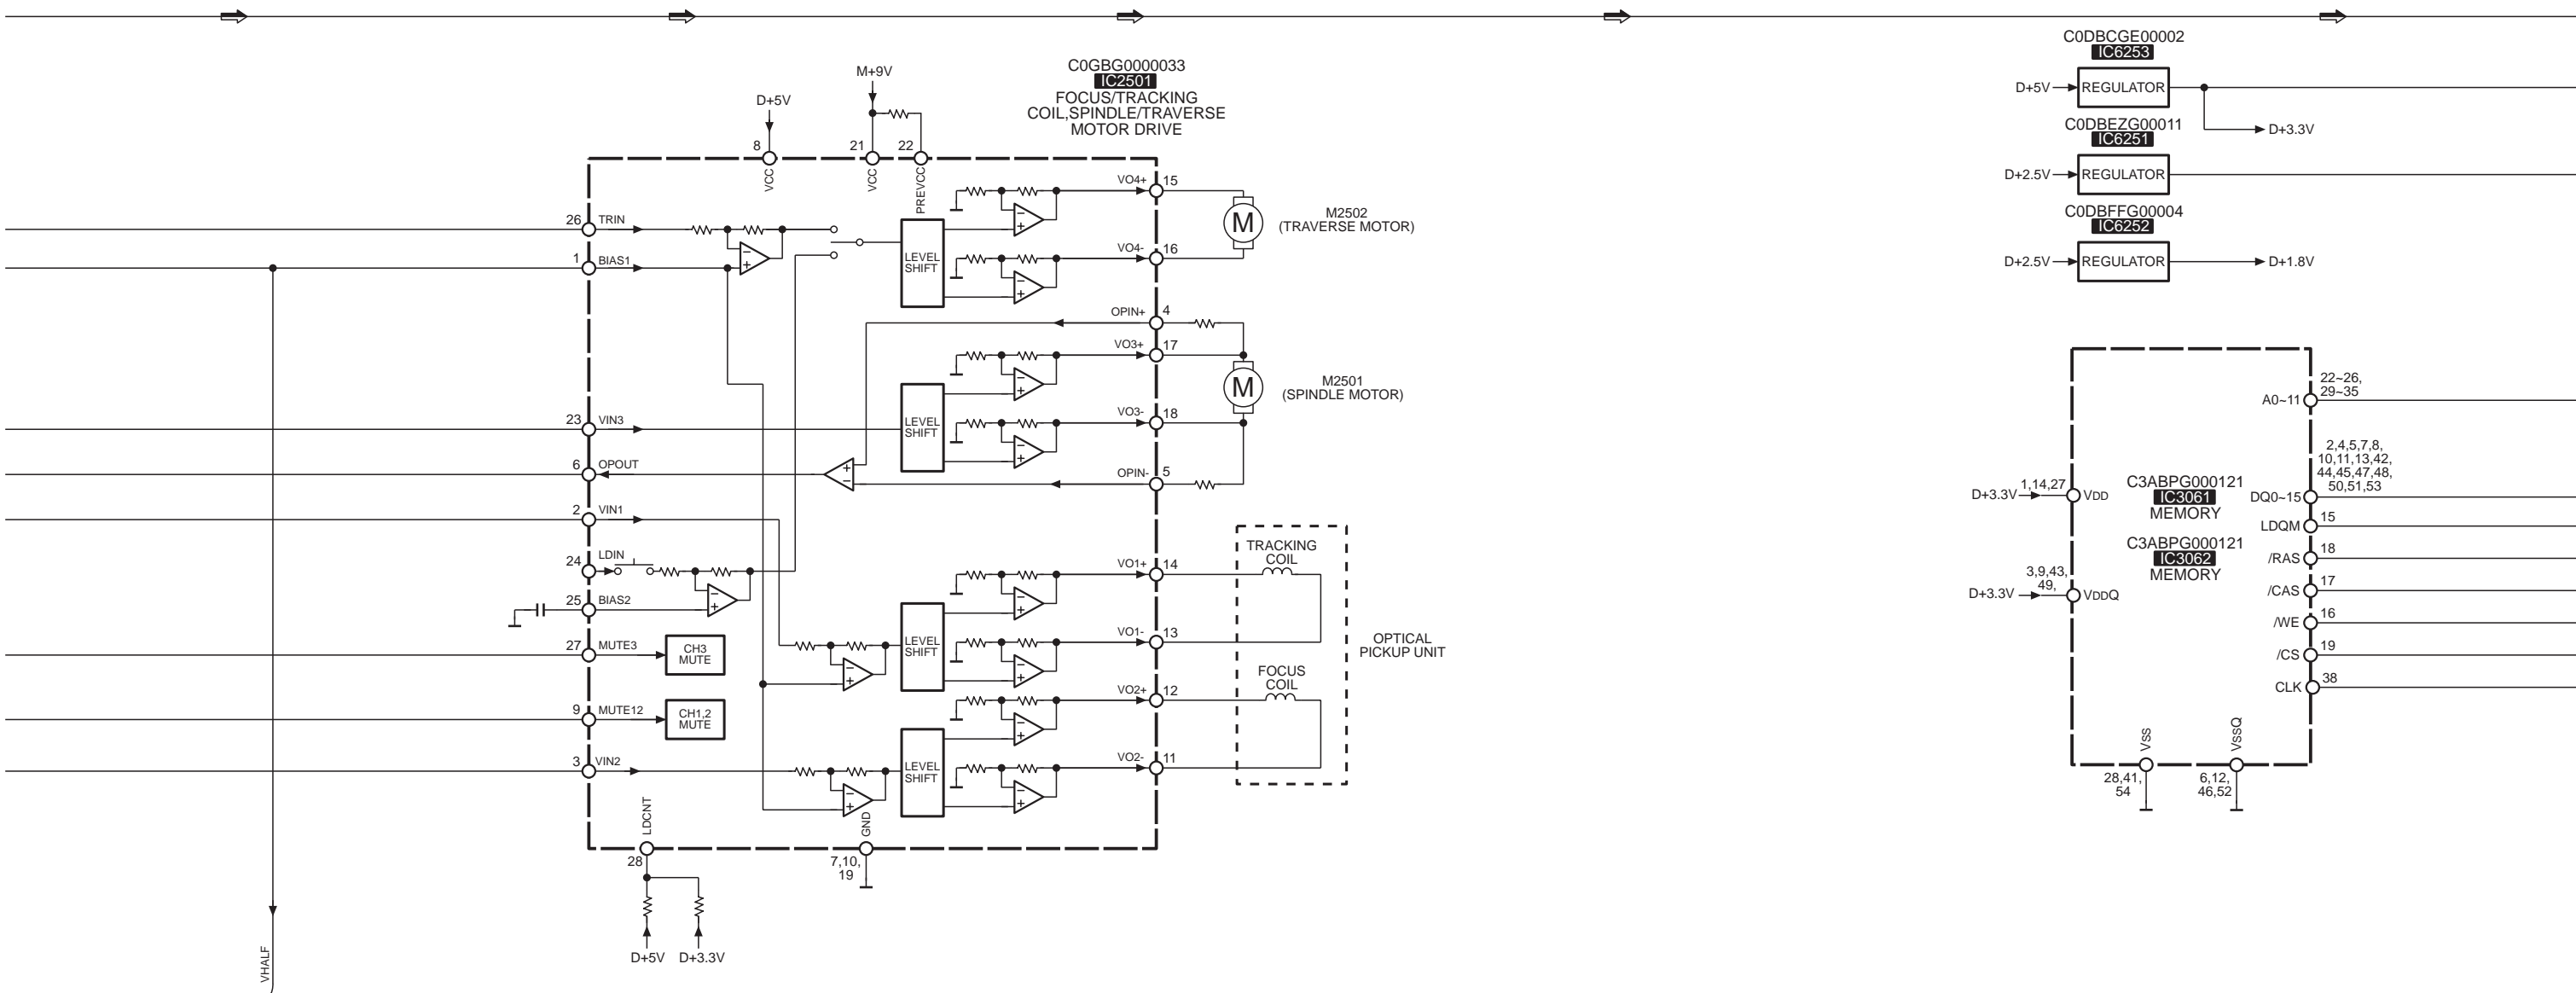 C0GBG0000033
IC2501
FOCUS/TRACKING
COIL,SPINDLE/TRAVERSE
MOTOR DRIVE
M+9V
D+5V
8
21
22
VCC
VCC
PREVCC
26
TRIN
1
BIAS1
23
VIN3
6
OPOUT
2
VIN1
24
LDIN
25
BIAS2
27
MUTE3
CH3
MUTE
9
MUTE12
CH1,2
MUTE
3
VIN2
LDCNT
28
D+5V
D+3.3V
GND
7,10,
19
VHALF
LEVEL
SHIFT
LEVEL
SHIFT
LEVEL
SHIFT
LEVEL
SHIFT
VO4+
15
VO4-
16
OPIN+
4
VO3+
17
VO3-
18
OPIN-
5
VO1+
14
VO1-
13
VO2+
12
VO2-
11
M
M2502
(TRAVERSE MOTOR)
M
M2501
(SPINDLE MOTOR)
TRACKING
COIL
FOCUS
COIL
OPTICAL
PICKUP UNIT
C0DBCGE00002
IC6253
D+5V
REGULATOR
D+3.3V
C0DBEZG00011
IC6251
D+2.5V
REGULATOR
C0DBFFG00004
IC6252
D+2.5V
REGULATOR
D+1.8V
D+3.3V
1,14,27
VDD
D+3.3V
3,9,43,
49,
VDDQ
C3ABPG000121
IC3061
MEMORY
C3ABPG000121
IC3062
MEMORY
A0~11
22~26,
29~35
2,4,5,7,8,
10,11,13,42,
44,45,47,48,
50,51,53
DQ0~15
LDQM
15
/RAS
18
/CAS
17
/WE
16
/CS
19
CLK
38
VSS
28,41,
54
VSSQ
6,12,
46,52